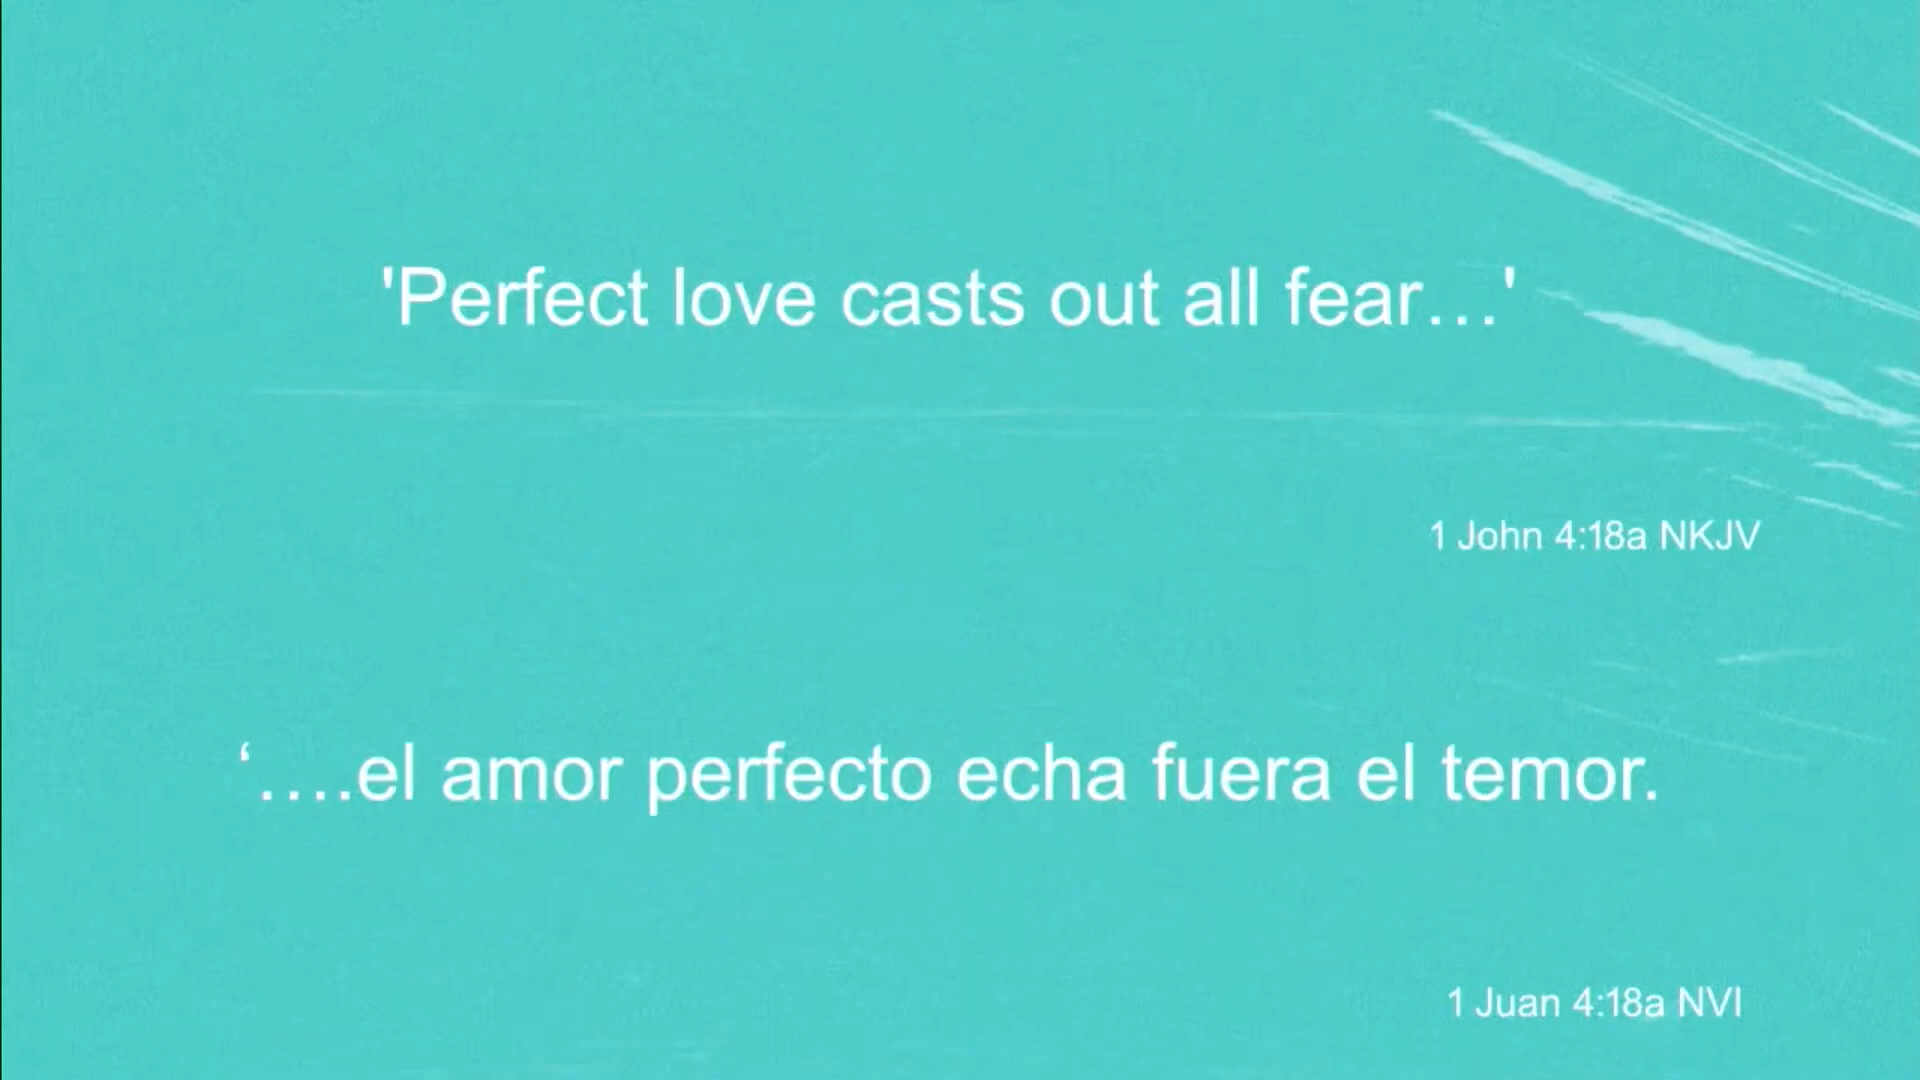 'Perfect love casts out all fear…'
1 John 4:18a NKJV
‘….el amor perfecto echa fuera el temor.
1 Juan 4:18a NVI